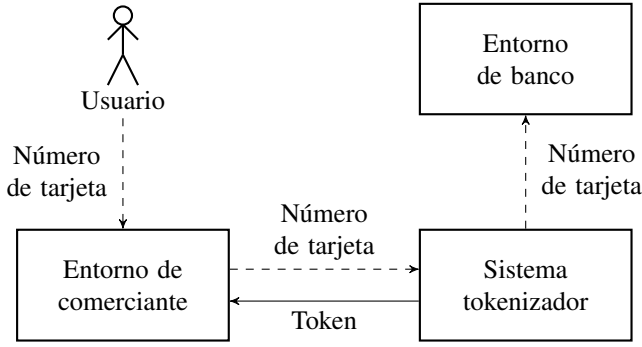 Usuario
Entorno
de banco
Número
de tarjeta
Número
de tarjeta
Número
de tarjeta
Entorno de
comerciante
Sistema
tokenizador
Token